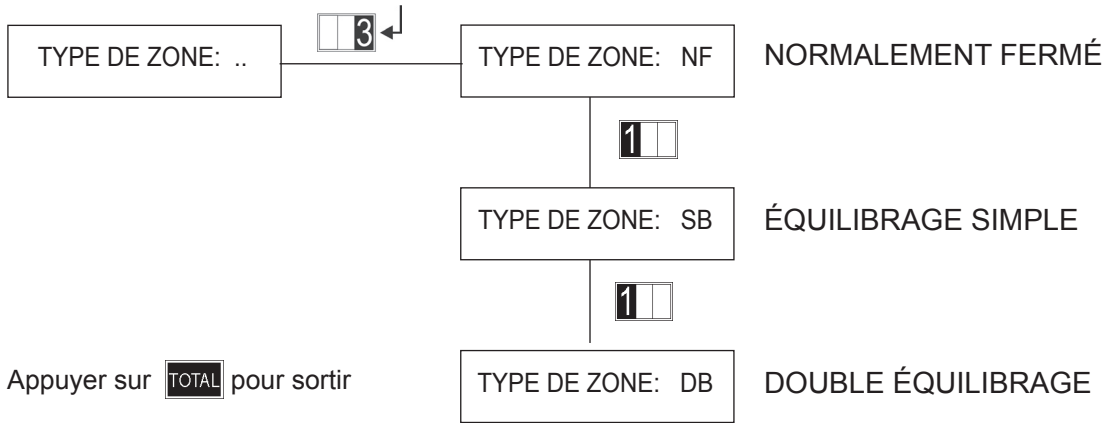 3
TYPE DE ZONE: ..
TYPE DE ZONE: NF
NORMALEMENT FERMÉ
1
TYPE DE ZONE: SB
ÉQUILIBRAGE SIMPLE
1
Appuyer sur TOTAL pour sortir
TYPE DE ZONE: DB
DOUBLE ÉQUILIBRAGE